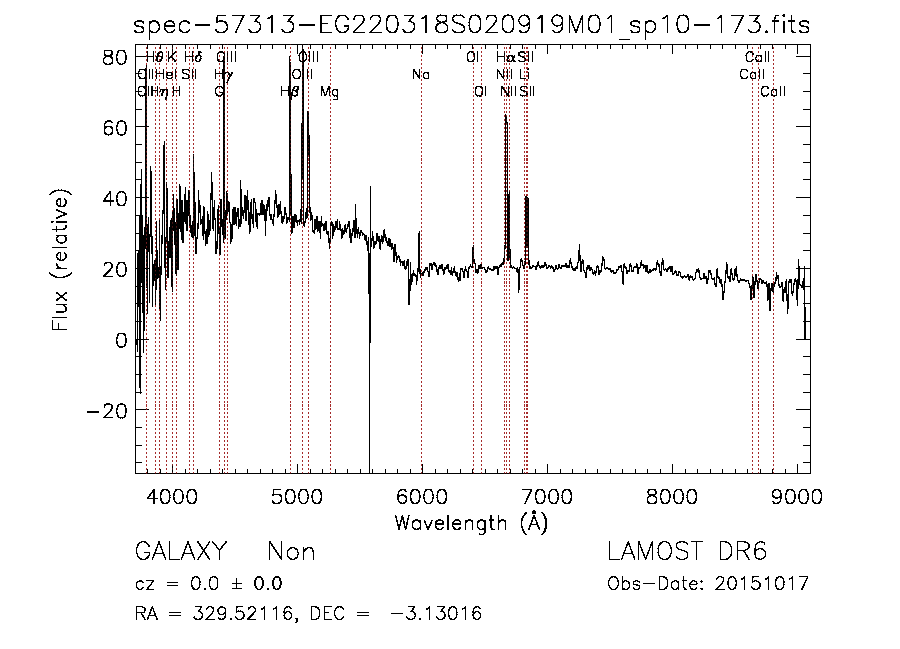 spec-57313-EG220318S020919M01_sp10-173.fits
Hθ K Hδ OIII Hβ OIII OI Hα SII CaII
OII HeI SII Hγ OIII Na NII Li CaII
OII Hη H G Hβ Mg OI NII SII CaII
80
60
40
20
0
−20
Flux (relative)
4000 5000 6000 7000 8000 9000
Wavelength (Å)
GALAXY Non LAMOST DR6
cz = 0.0 ± 0.0 Obs-Date: 20151017
RA = 329.52116, DEC = −3.13016